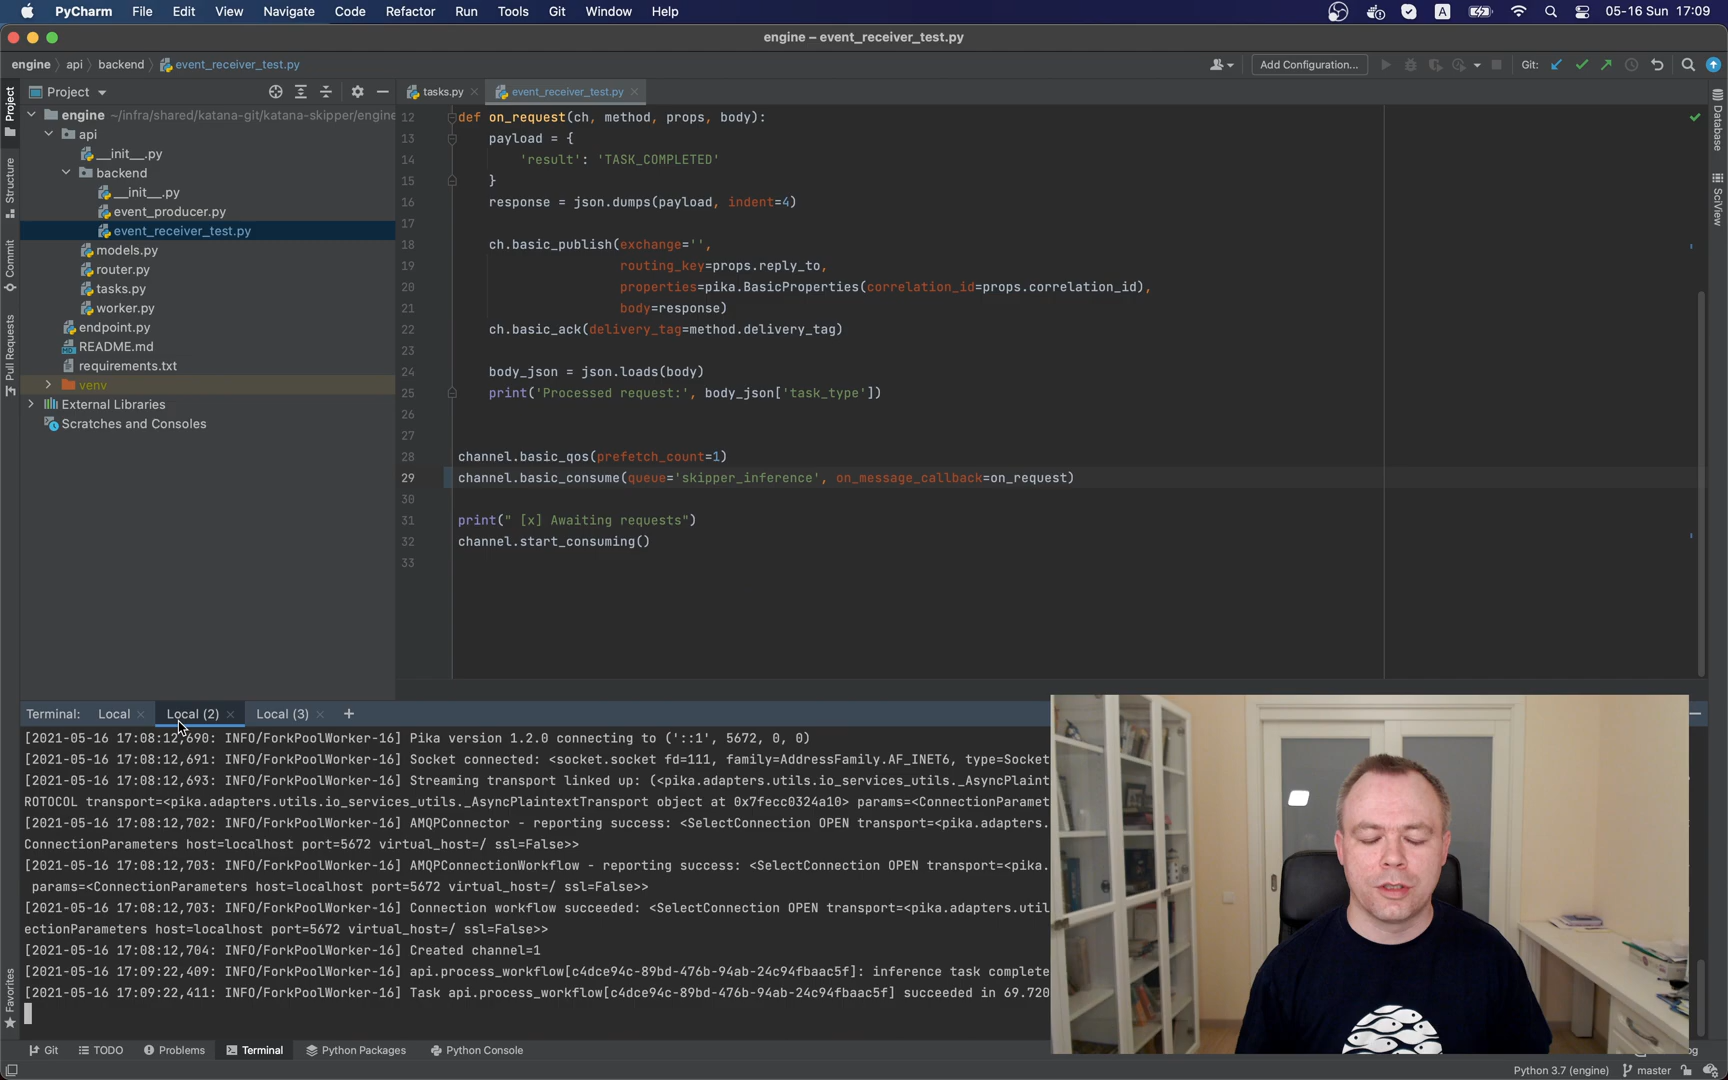 PyCharm File Edit View Navigate Code Refactor Run Tools Git Window Help A 05-16 Sun 17:09
engine – event_receiver_test.py
engine api backend event_receiver_test.py Add Configuration... Git:
Project tasks.py event_receiver_test.py
engine ~/infra/shared/katana-git/katana-skipper/engine
api
__init__.py
backend
__init__.py
event_producer.py
event_receiver_test.py
models.py
router.py
tasks.py
worker.py
endpoint.py
README.md
requirements.txt
venv
External Libraries
Scratches and Consoles
Project
Structure
Commit
Pull Requests
Favorites
Database
SciView
12 def on_request(ch, method, props, body):
13 payload = {
14 'result': 'TASK_COMPLETED'
15 }
16 response = json.dumps(payload, indent=4)
17
18 ch.basic_publish(exchange='',
19 routing_key=props.reply_to,
20 properties=pika.BasicProperties(correlation_id=props.correlation_id),
21 body=response)
22 ch.basic_ack(delivery_tag=method.delivery_tag)
23
24 body_json = json.loads(body)
25 print('Processed request:', body_json['task_type'])
26
27
28 channel.basic_qos(prefetch_count=1)
29 channel.basic_consume(queue='skipper_inference', on_message_callback=on_request)
30
31 print(" [x] Awaiting requests")
32 channel.start_consuming()
33
Terminal: Local Local (2) Local (3) +
[2021-05-16 17:08:12,690: INFO/ForkPoolWorker-16] Pika version 1.2.0 connecting to ('::1', 5672, 0, 0)
[2021-05-16 17:08:12,691: INFO/ForkPoolWorker-16] Socket connected: <socket.socket fd=111, family=AddressFamily.AF_INET6, type=Socket
[2021-05-16 17:08:12,693: INFO/ForkPoolWorker-16] Streaming transport linked up: (<pika.adapters.utils.io_services_utils._AsyncPlaint
ROTOCOL transport=<pika.adapters.utils.io_services_utils._AsyncPlaintextTransport object at 0x7fecc0324a10> params=<ConnectionParamet
[2021-05-16 17:08:12,702: INFO/ForkPoolWorker-16] AMQPConnector - reporting success: <SelectConnection OPEN transport=<pika.adapters.
ConnectionParameters host=localhost port=5672 virtual_host=/ ssl=False>>
[2021-05-16 17:08:12,703: INFO/ForkPoolWorker-16] AMQPConnectionWorkflow - reporting success: <SelectConnection OPEN transport=<pika.
params=<ConnectionParameters host=localhost port=5672 virtual_host=/ ssl=False>>
[2021-05-16 17:08:12,703: INFO/ForkPoolWorker-16] Connection workflow succeeded: <SelectConnection OPEN transport=<pika.adapters.util
ectionParameters host=localhost port=5672 virtual_host=/ ssl=False>>
[2021-05-16 17:08:12,704: INFO/ForkPoolWorker-16] Created channel=1
[2021-05-16 17:09:22,409: INFO/ForkPoolWorker-16] api.process_workflow[c4dce94c-89bd-476b-94ab-24c94fbaac5f]: inference task complete
[2021-05-16 17:09:22,411: INFO/ForkPoolWorker-16] Task api.process_workflow[c4dce94c-89bd-476b-94ab-24c94fbaac5f] succeeded in 69.720
Git TODO Problems Terminal Python Packages Python Console
Python 3.7 (engine) master